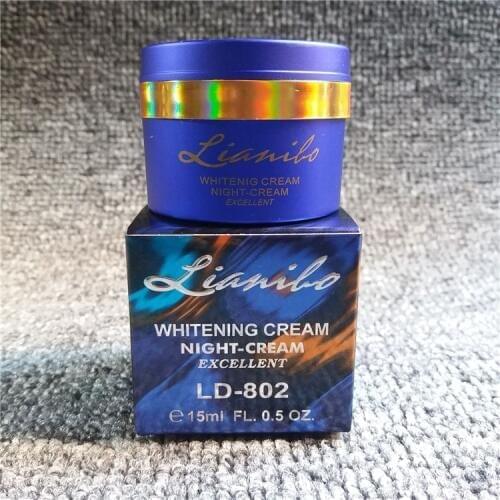 Lianibo
WHITENIG CREAM
NIGHT-CREAM
EXCELLENT
Lianibo
WHITENING CREAM
NIGHT-CREAM
EXCELLENT
LD-802
℮15ml FL. 0.5 OZ.